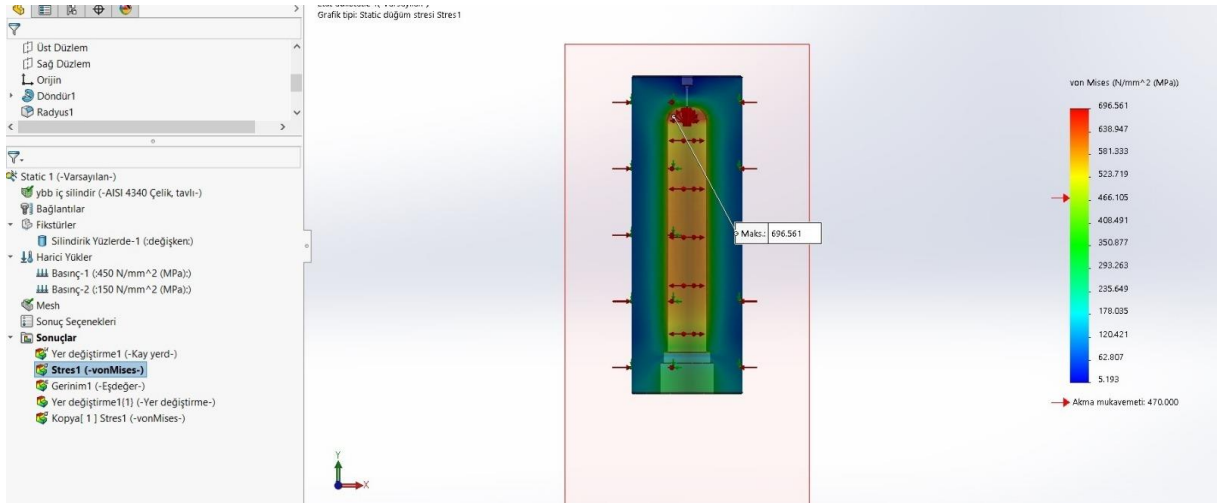 Grafik tipi: Static düğüm stresi Stres1
Üst Düzlem
Sağ Düzlem
Orijin
Döndür1
Radyus1
Static 1 (-Varsayılan-)
ybb iç silindir (-AISI 4340 Çelik, tavlı-)
Bağlantılar
Fikstürler
Silindirik Yüzlerde-1 (:değişken:)
Harici Yükler
Basınç-1 (:450 N/mm^2 (MPa):)
Basınç-2 (:150 N/mm^2 (MPa):)
Mesh
Sonuç Seçenekleri
Sonuçlar
Yer değiştirme1 (-Kay yerd-)
Stres1 (-vonMises-)
Gerinim1 (-Eşdeğer-)
Yer değiştirme1{1} (-Yer değiştirme-)
Kopya[ 1 ] Stres1 (-vonMises-)
Maks.: 696.561
Y
X
von Mises (N/mm^2 (MPa))
696.561
638.947
581.333
523.719
466.105
408.491
350.877
293.263
235.649
178.035
120.421
62.807
5.193
Akma mukavemeti: 470.000